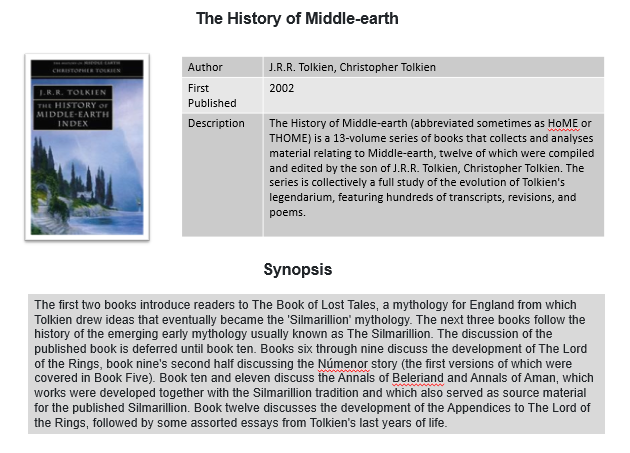 The History of Middle-earth
THE HISTORY OF MIDDLE-EARTH
CHRISTOPHER TOLKIEN
J.R.R. TOLKIEN
THE HISTORY OF
MIDDLE-EARTH
INDEX
Author J.R.R. Tolkien, Christopher Tolkien
First 2002
Published
Description The History of Middle-earth (abbreviated sometimes as HoME or
THOME) is a 13-volume series of books that collects and analyses
material relating to Middle-earth, twelve of which were compiled
and edited by the son of J.R.R. Tolkien, Christopher Tolkien. The
series is collectively a full study of the evolution of Tolkien's
legendarium, featuring hundreds of transcripts, revisions, and
poems.
Synopsis
The first two books introduce readers to The Book of Lost Tales, a mythology for England from which
Tolkien drew ideas that eventually became the 'Silmarillion' mythology. The next three books follow the
history of the emerging early mythology usually known as The Silmarillion. The discussion of the
published book is deferred until book ten. Books six through nine discuss the development of The Lord
of the Rings, book nine's second half discussing the Númenor story (the first versions of which were
covered in Book Five). Book ten and eleven discuss the Annals of Beleriand and Annals of Aman, which
works were developed together with the Silmarillion tradition and which also served as source material
for the published Silmarillion. Book twelve discusses the development of the Appendices to The Lord of
the Rings, followed by some assorted essays from Tolkien's last years of life.